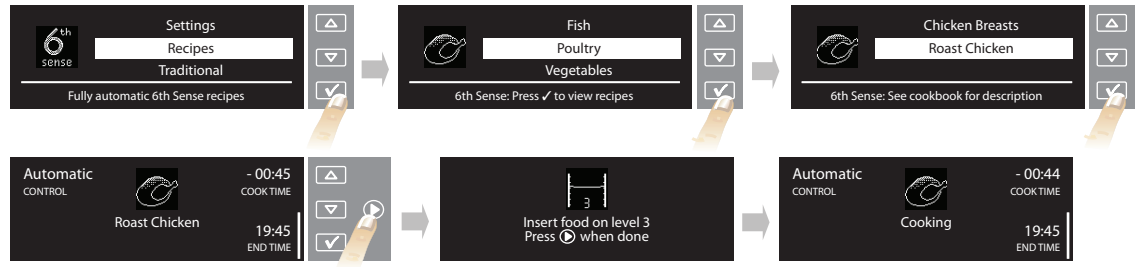 6th
sense
Settings
Recipes
Traditional
Fully automatic 6th Sense recipes
Fish
Poultry
Vegetables
6th Sense: Press ✓ to view recipes
Chicken Breasts
Roast Chicken
6th Sense: See cookbook for description
Automatic
CONTROL
Roast Chicken
- 00:45
COOK TIME
19:45
END TIME
3
Insert food on level 3
Press ▶ when done
Automatic
CONTROL
Cooking
- 00:44
COOK TIME
19:45
END TIME